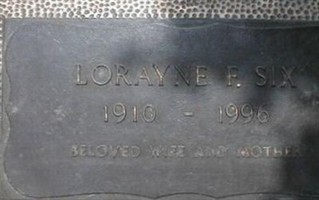 LORAYNE F. SIX
1910 - 1996
BELOVED WIFE AND MOTHER